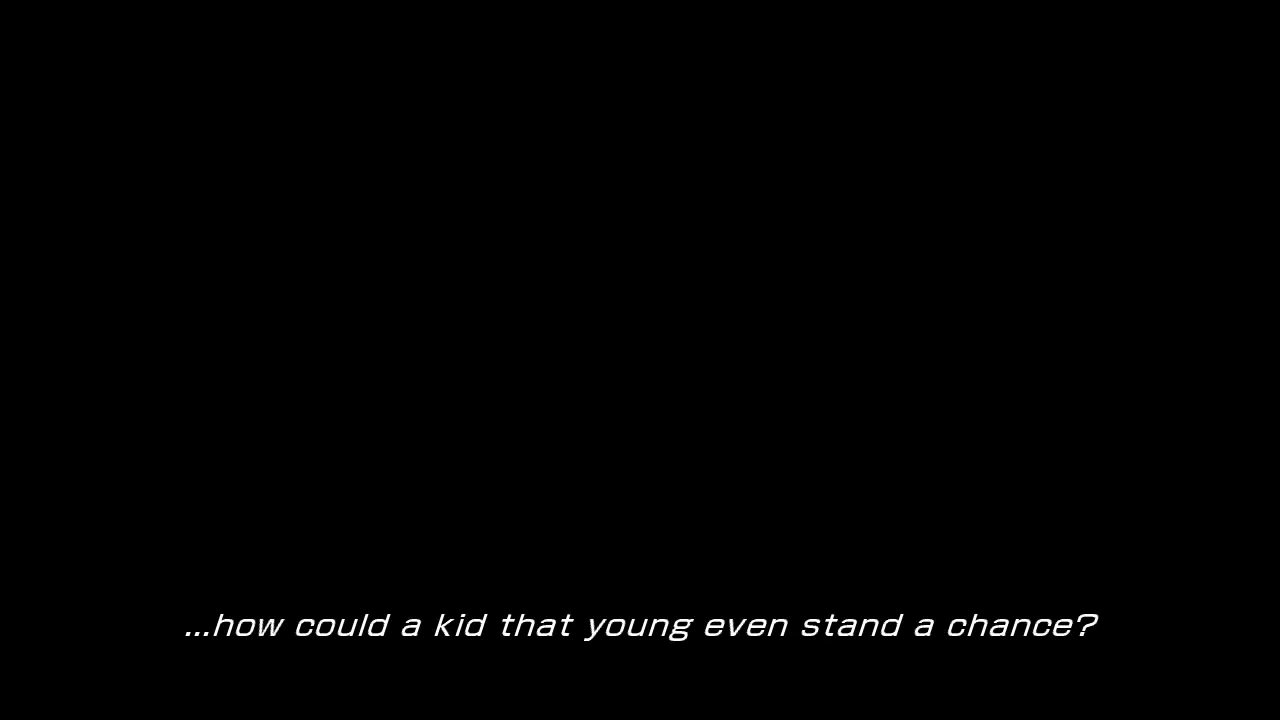 ...how could a kid that young even stand a chance?